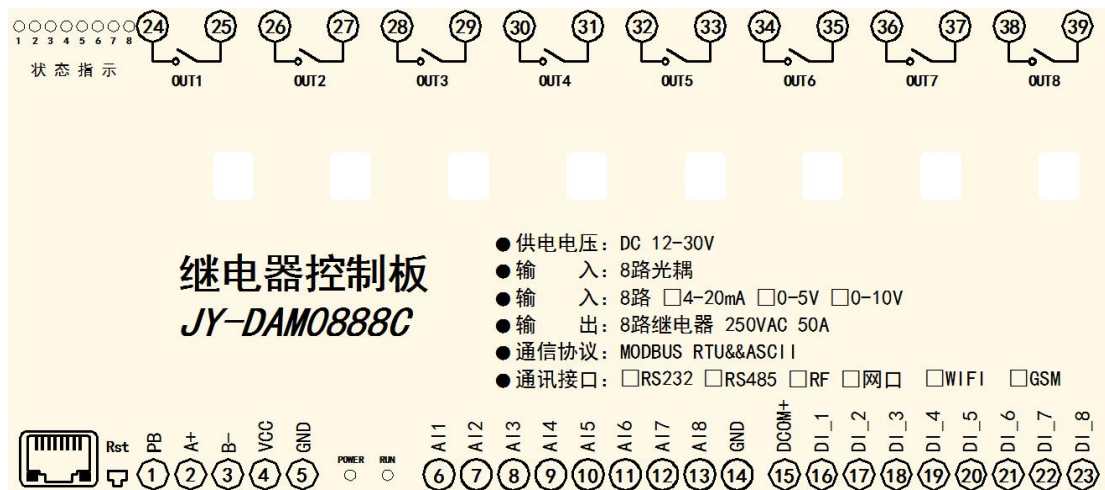 24 25 26 27 28 29 30 31 32 33 34 35 36 37 38 39
1 2 3 4 5 6 7 8
状态指示
OUT1 OUT2 OUT3 OUT4 OUT5 OUT6 OUT7 OUT8
继电器控制板
JY-DAM0888C
●供电电压：DC 12-30V
●输 入：8路光耦
●输 入：8路 □4-20mA □0-5V □0-10V
●输 出：8路继电器 250VAC 50A
●通信协议：MODBUS RTU&&ASCII
●通讯接口：□RS232 □RS485 □RF □网口 □WIFI □GSM
Rst PB A+ B- VCC GND POWER RUN AI1 AI2 AI3 AI4 AI5 AI6 AI7 AI8 GND DCOM+ DI_1 DI_2 DI_3 DI_4 DI_5 DI_6 DI_7 DI_8
1 2 3 4 5 6 7 8 9 10 11 12 13 14 15 16 17 18 19 20 21 22 23